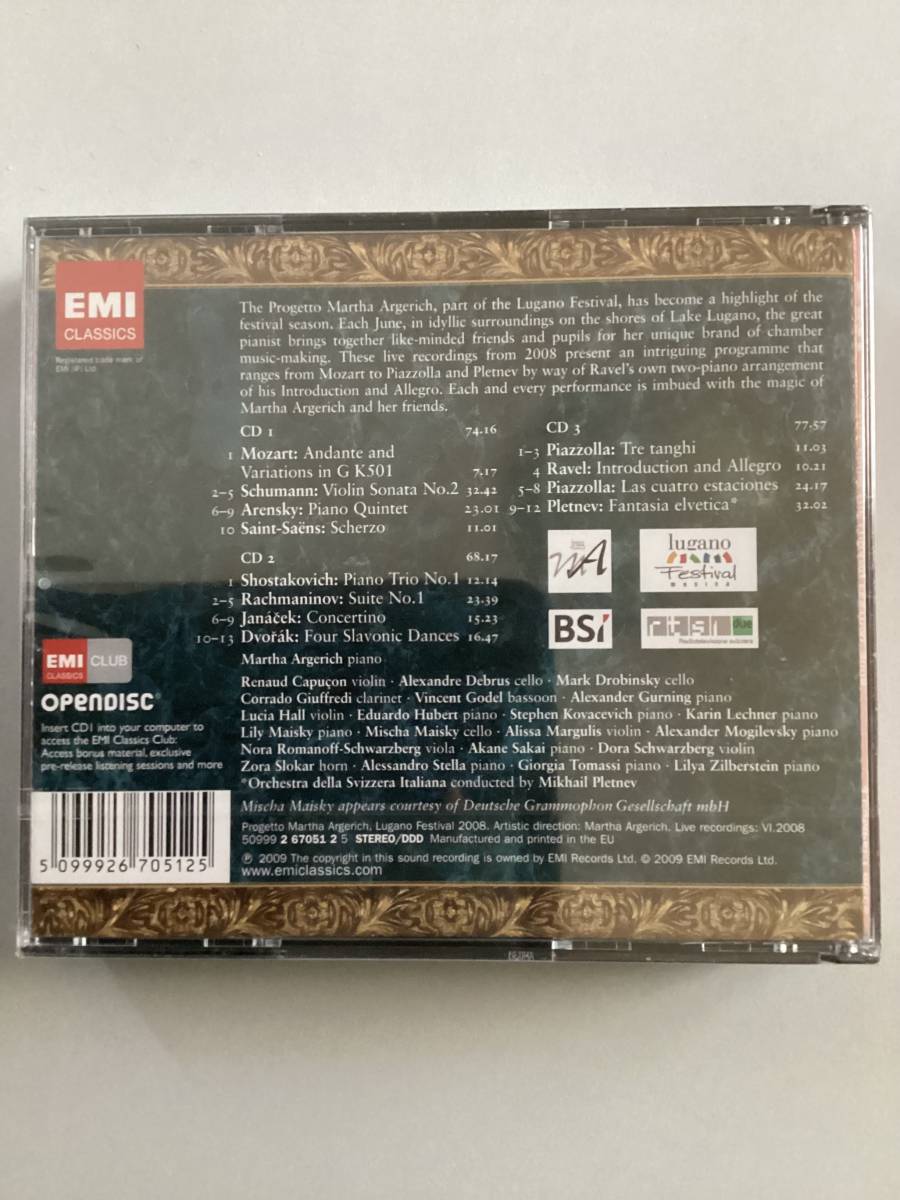 EMI
CLASSICS
Registered trade mark of
EMI (IP) Ltd
The Progetto Martha Argerich, part of the Lugano Festival, has become a highlight of the
festival season. Each June, in idyllic surroundings on the shores of Lake Lugano, the great
pianist brings together like-minded friends and pupils for her unique brand of chamber
music-making. These live recordings from 2008 present an intriguing programme that
ranges from Mozart to Piazzolla and Pletnev by way of Ravel's own two-piano arrangement
of his Introduction and Allegro. Each and every performance is imbued with the magic of
Martha Argerich and her friends.
CD 1 74.16
1 Mozart: Andante and
Variations in G K501 7.17
2–5 Schumann: Violin Sonata No.2 32.42
6–9 Arensky: Piano Quintet 23.01
10 Saint-Saëns: Scherzo 11.01
CD 2 68.17
1 Shostakovich: Piano Trio No.1 12.14
2–5 Rachmaninov: Suite No.1 23.39
6–9 Janáček: Concertino 15.23
10–13 Dvořák: Four Slavonic Dances 16.47
CD 3 77.57
1–3 Piazzolla: Tre tanghi 11.03
4 Ravel: Introduction and Allegro 10.21
5–8 Piazzolla: Las cuatro estaciones 24.17
9–12 Pletnev: Fantasia elvetica* 32.02
MA
lugano
Festival
musica
BSI
rtsi due
Radiotelevisione svizzera
Martha Argerich piano
Renaud Capuçon violin · Alexandre Debrus cello · Mark Drobinsky cello
Corrado Giuffredi clarinet · Vincent Godel bassoon · Alexander Gurning piano
Lucia Hall violin · Eduardo Hubert piano · Stephen Kovacevich piano · Karin Lechner piano
Lily Maisky piano · Mischa Maisky cello · Alissa Margulis violin · Alexander Mogilevsky piano
Nora Romanoff-Schwarzberg viola · Akane Sakai piano · Dora Schwarzberg violin
Zora Slokar horn · Alessandro Stella piano · Giorgia Tomassi piano · Lilya Zilberstein piano
*Orchestra della Svizzera Italiana conducted by Mikhail Pletnev
Mischa Maisky appears courtesy of Deutsche Grammophon Gesellschaft mbH
Progetto Martha Argerich, Lugano Festival 2008. Artistic direction: Martha Argerich. Live recordings: VI.2008
50999 2 67051 2 5 STEREO/DDD Manufactured and printed in the EU
℗ 2009 The copyright in this sound recording is owned by EMI Records Ltd. © 2009 EMI Records Ltd.
www.emiclassics.com
EMI CLUB
CLASSICS
OPENDISC
Insert CD1 into your computer to
access the EMI Classics Club:
Access bonus material, exclusive
pre-release listening sessions and more
5 099926 705125